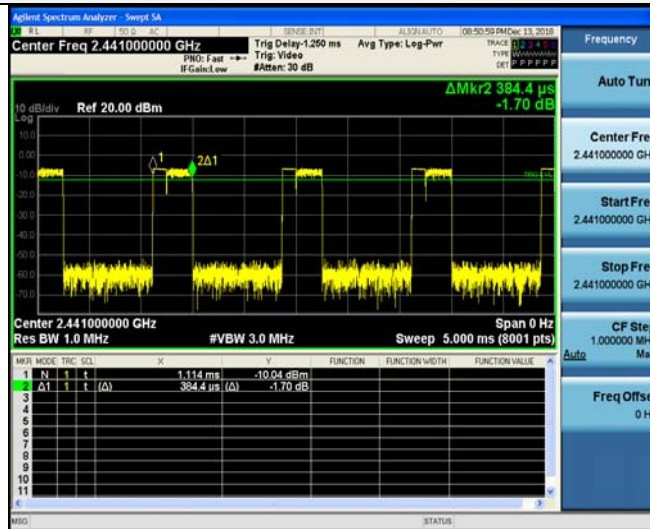 Agilent Spectrum Analyzer - Swept SA
RL RF 50 Ω AC SENSE:INT ALIGN AUTO 08:50:59 PM Dec 13, 2018
Center Freq 2.441000000 GHz
PNO: Fast
IFGain:Low
Trig Delay-1.250 ms
Trig: Video
#Atten: 30 dB
Avg Type: Log-Pwr
TRACE 1 2 3 4 5 6
TYPE
DET P P P P P P
Frequency
ΔMkr2 384.4 µs
-1.70 dB
10 dB/div Ref 20.00 dBm
Log
10.0
0.00
-10.0
-20.0
-30.0
-40.0
-50.0
-60.0
-70.0
1
2Δ1
Center 2.441000000 GHz Span 0 Hz
Res BW 1.0 MHz #VBW 3.0 MHz Sweep 5.000 ms (8001 pts)
MKR MODE TRC SCL X Y FUNCTION FUNCTION WIDTH FUNCTION VALUE
1 N 1 t 1.114 ms -10.04 dBm
2 Δ1 1 t (Δ) 384.4 µs (Δ) -1.70 dB
3
4
5
6
7
8
9
10
11
MSG STATUS
Auto Tun
Center Fre
2.441000000 GH
Start Fre
2.441000000 GH
Stop Fre
2.441000000 GH
CF Ste
1.000000 MH
Auto Ma
Freq Offse
0 H